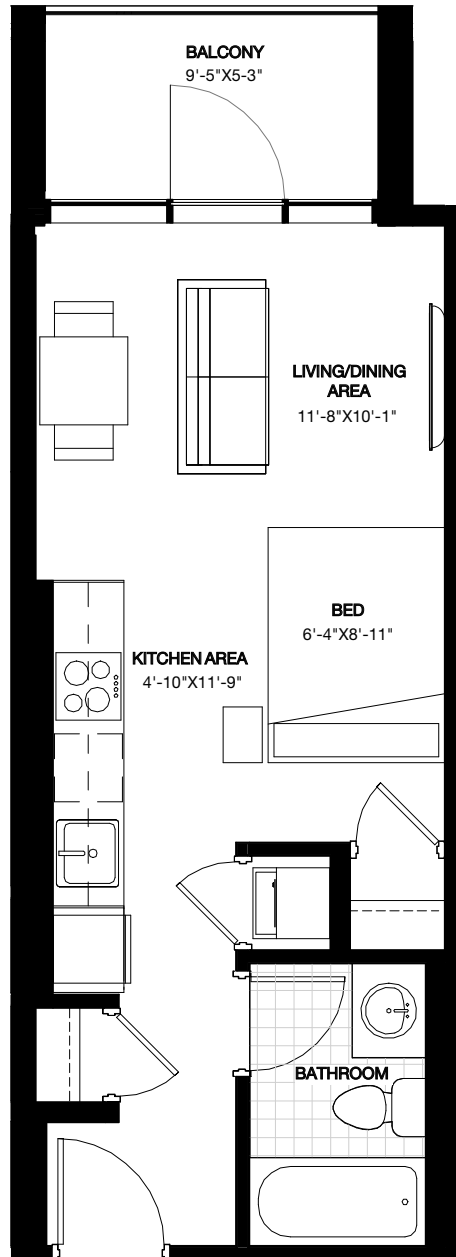 BALCONY
9'-5"X5-3"
LIVING/DINING
AREA
11'-8"X10'-1"
BED
6'-4"X8'-11"
KITCHEN AREA
4'-10"X11'-9"
BATHROOM